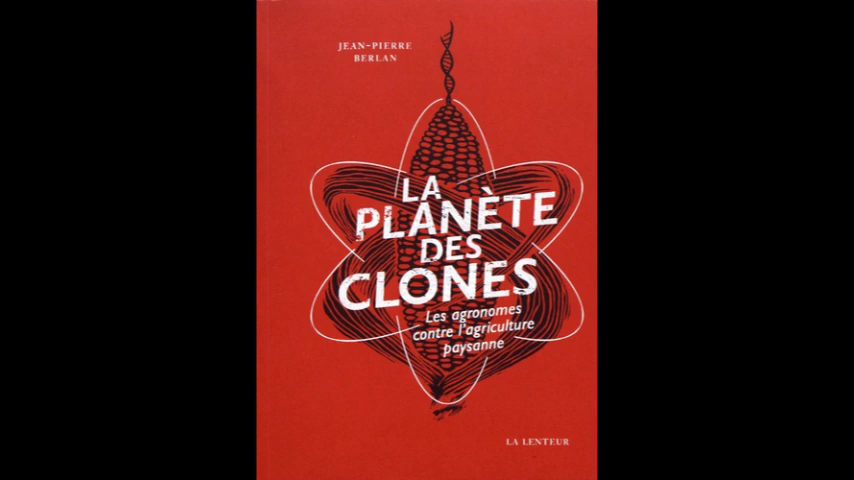 JEAN-PIERRE
BERLAN
LA
PLANÈTE
DES
CLONES
Les agronomes
contre l'agriculture
paysanne
LA LENTEUR